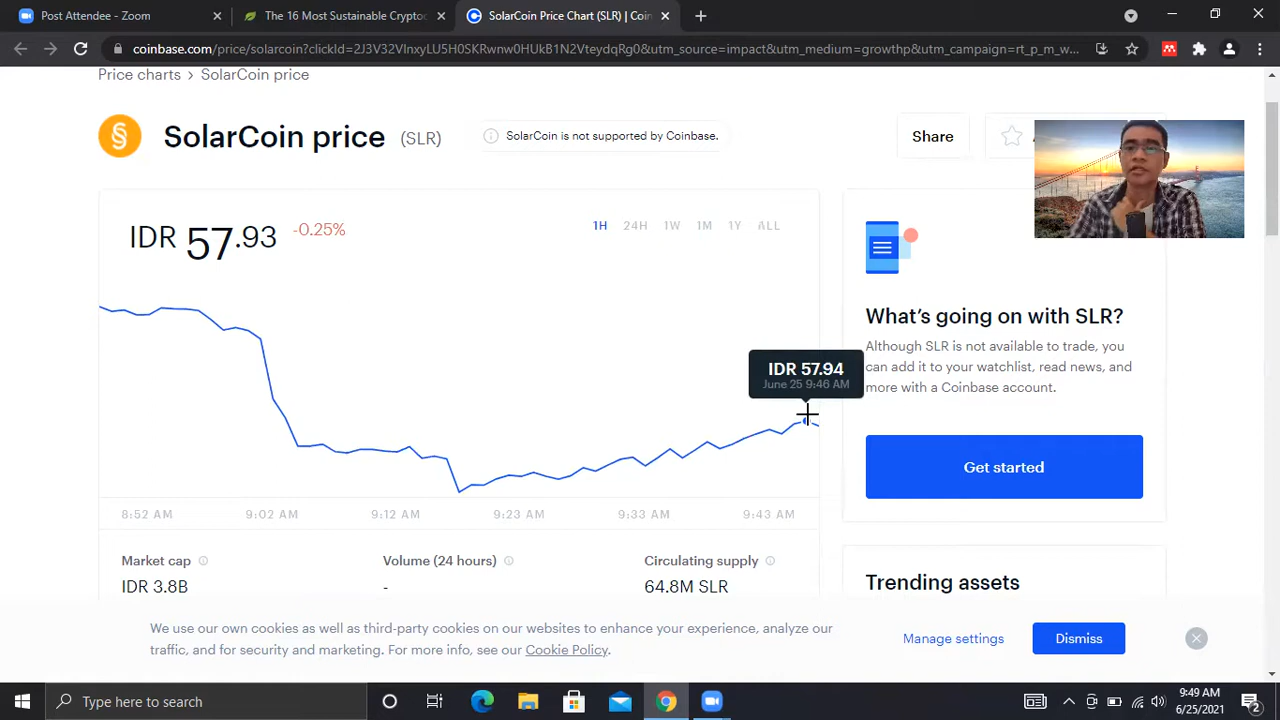 Post Attendee - Zoom
The 16 Most Sustainable Crypto
SolarCoin Price Chart (SLR) | Coin
coinbase.com/price/solarcoin?clickId=2J3V32VlnxyLU5H0SKRwnw0HUkB1N2VteydqRg0&utm_source=impact&utm_medium=growthp&utm_campaign=rt_p_m_w...
Price charts > SolarCoin price
SolarCoin price (SLR)
SolarCoin is not supported by Coinbase.
Share
IDR 57.93 -0.25%
1H 24H 1W 1M 1Y ALL
IDR 57.94
June 25 9:46 AM
8:52 AM 9:02 AM 9:12 AM 9:23 AM 9:33 AM 9:43 AM
Market cap Volume (24 hours) Circulating supply
IDR 3.8B - 64.8M SLR
What's going on with SLR?
Although SLR is not available to trade, you
can add it to your watchlist, read news, and
more with a Coinbase account.
Get started
Trending assets
We use our own cookies as well as third-party cookies on our websites to enhance your experience, analyze our
traffic, and for security and marketing. For more info, see our Cookie Policy.
Manage settings
Dismiss
Type here to search
9:49 AM
6/25/2021
2